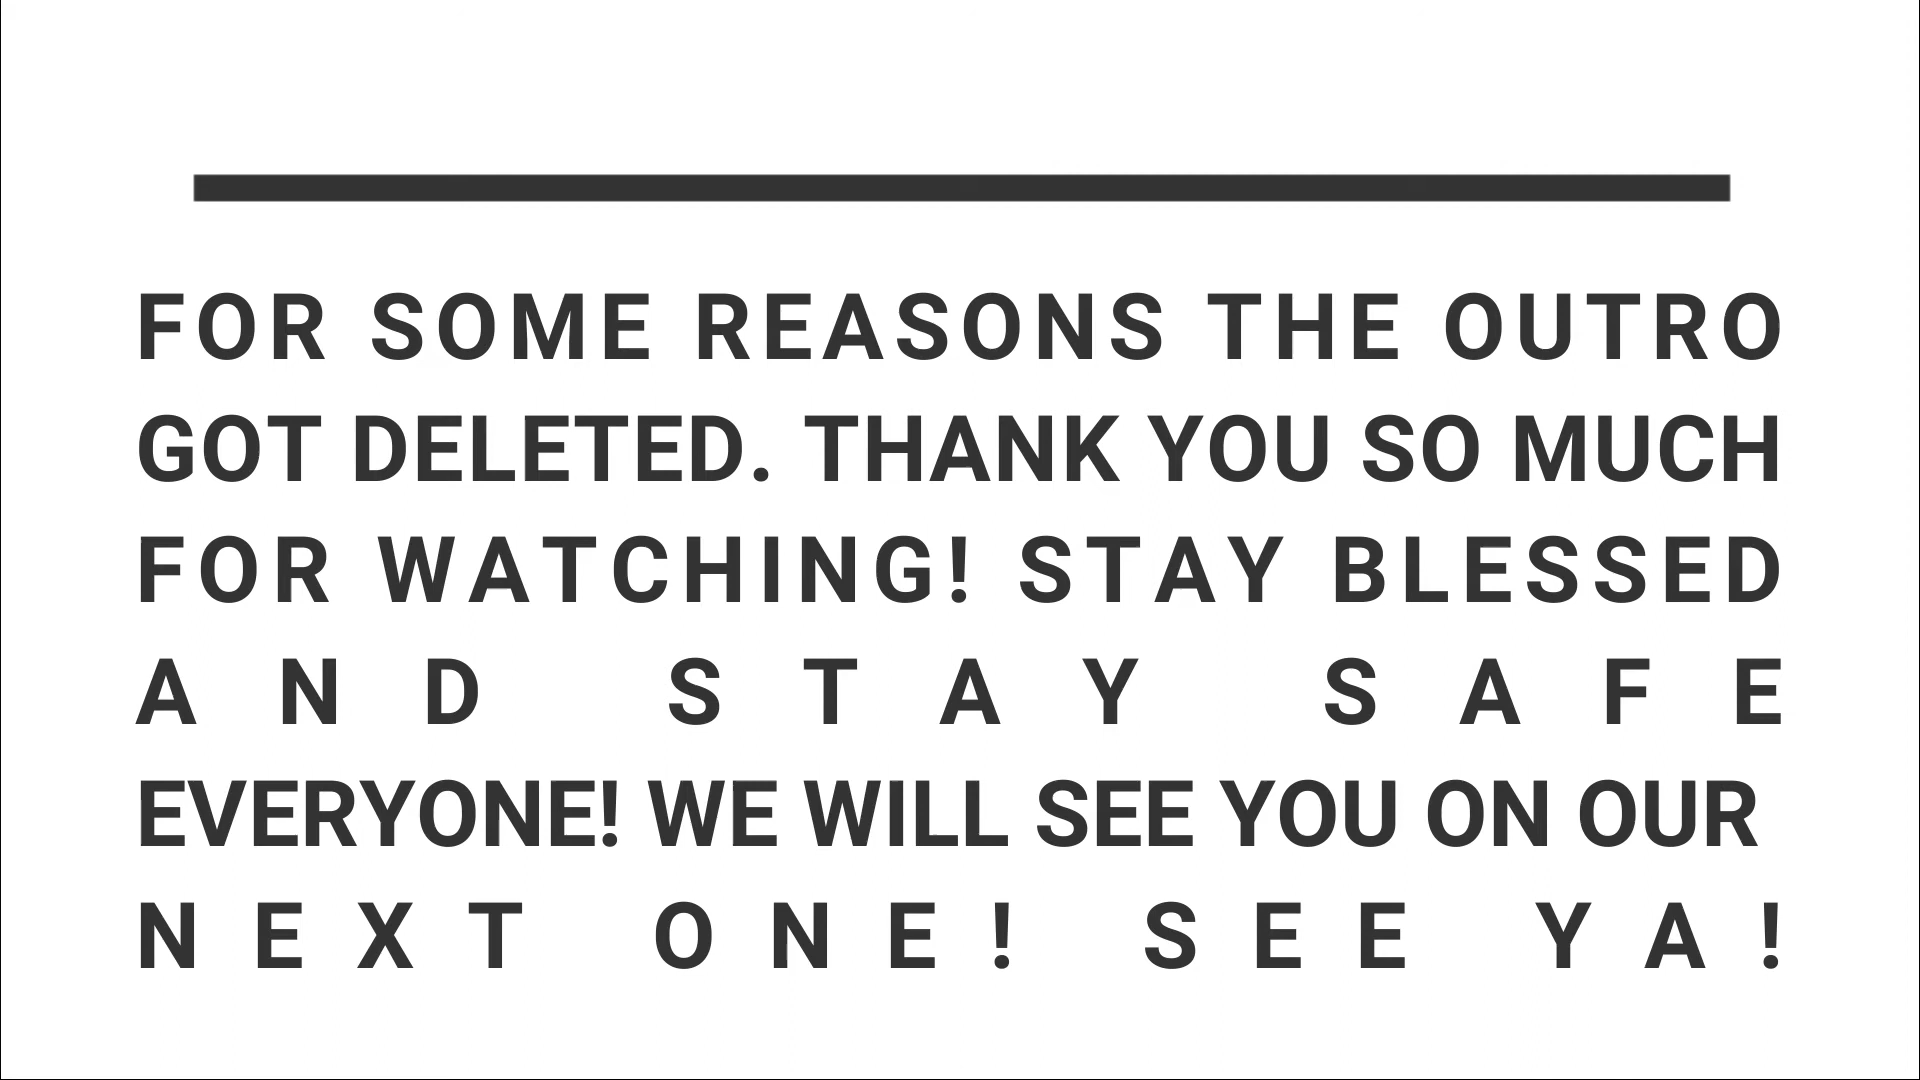 FOR SOME REASONS THE OUTRO
GOT DELETED. THANK YOU SO MUCH
FOR WATCHING! STAY BLESSED
AND STAY SAFE
EVERYONE! WE WILL SEE YOU ON OUR
NEXT ONE! SEE YA!